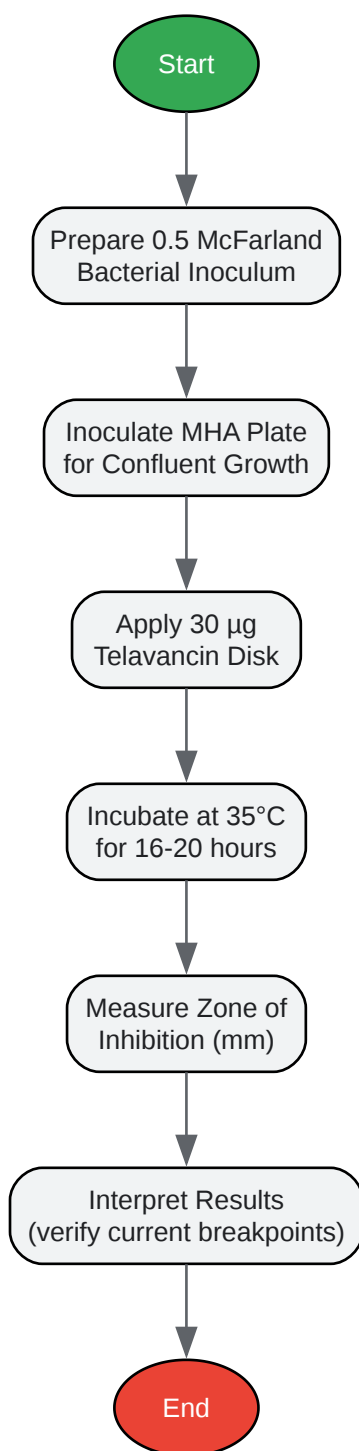 Start
Prepare 0.5 McFarland
Bacterial Inoculum
Inoculate MHA Plate
for Confluent Growth
Apply 30 µg
Telavancin Disk
Incubate at 35°C
for 16-20 hours
Measure Zone of
Inhibition (mm)
Interpret Results
(verify current breakpoints)
End